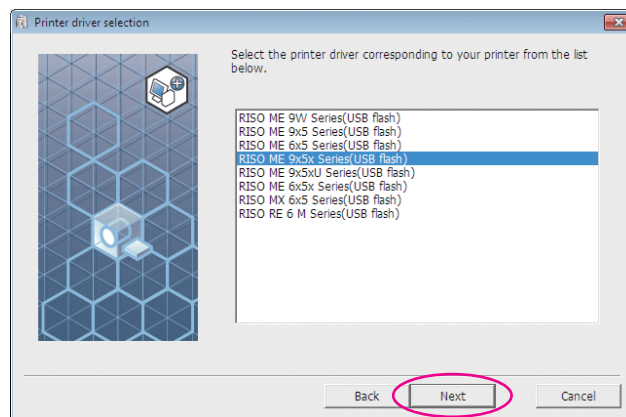 Printer driver selection
Select the printer driver corresponding to your printer from the list
below.
RISO ME 9W Series(USB flash)
RISO ME 9x5 Series(USB flash)
RISO ME 6x5 Series(USB flash)
RISO ME 9x5x Series(USB flash)
RISO ME 9x5xU Series(USB flash)
RISO ME 6x5x Series(USB flash)
RISO MX 6x5 Series(USB flash)
RISO RE 6 M Series(USB flash)
Back Next Cancel